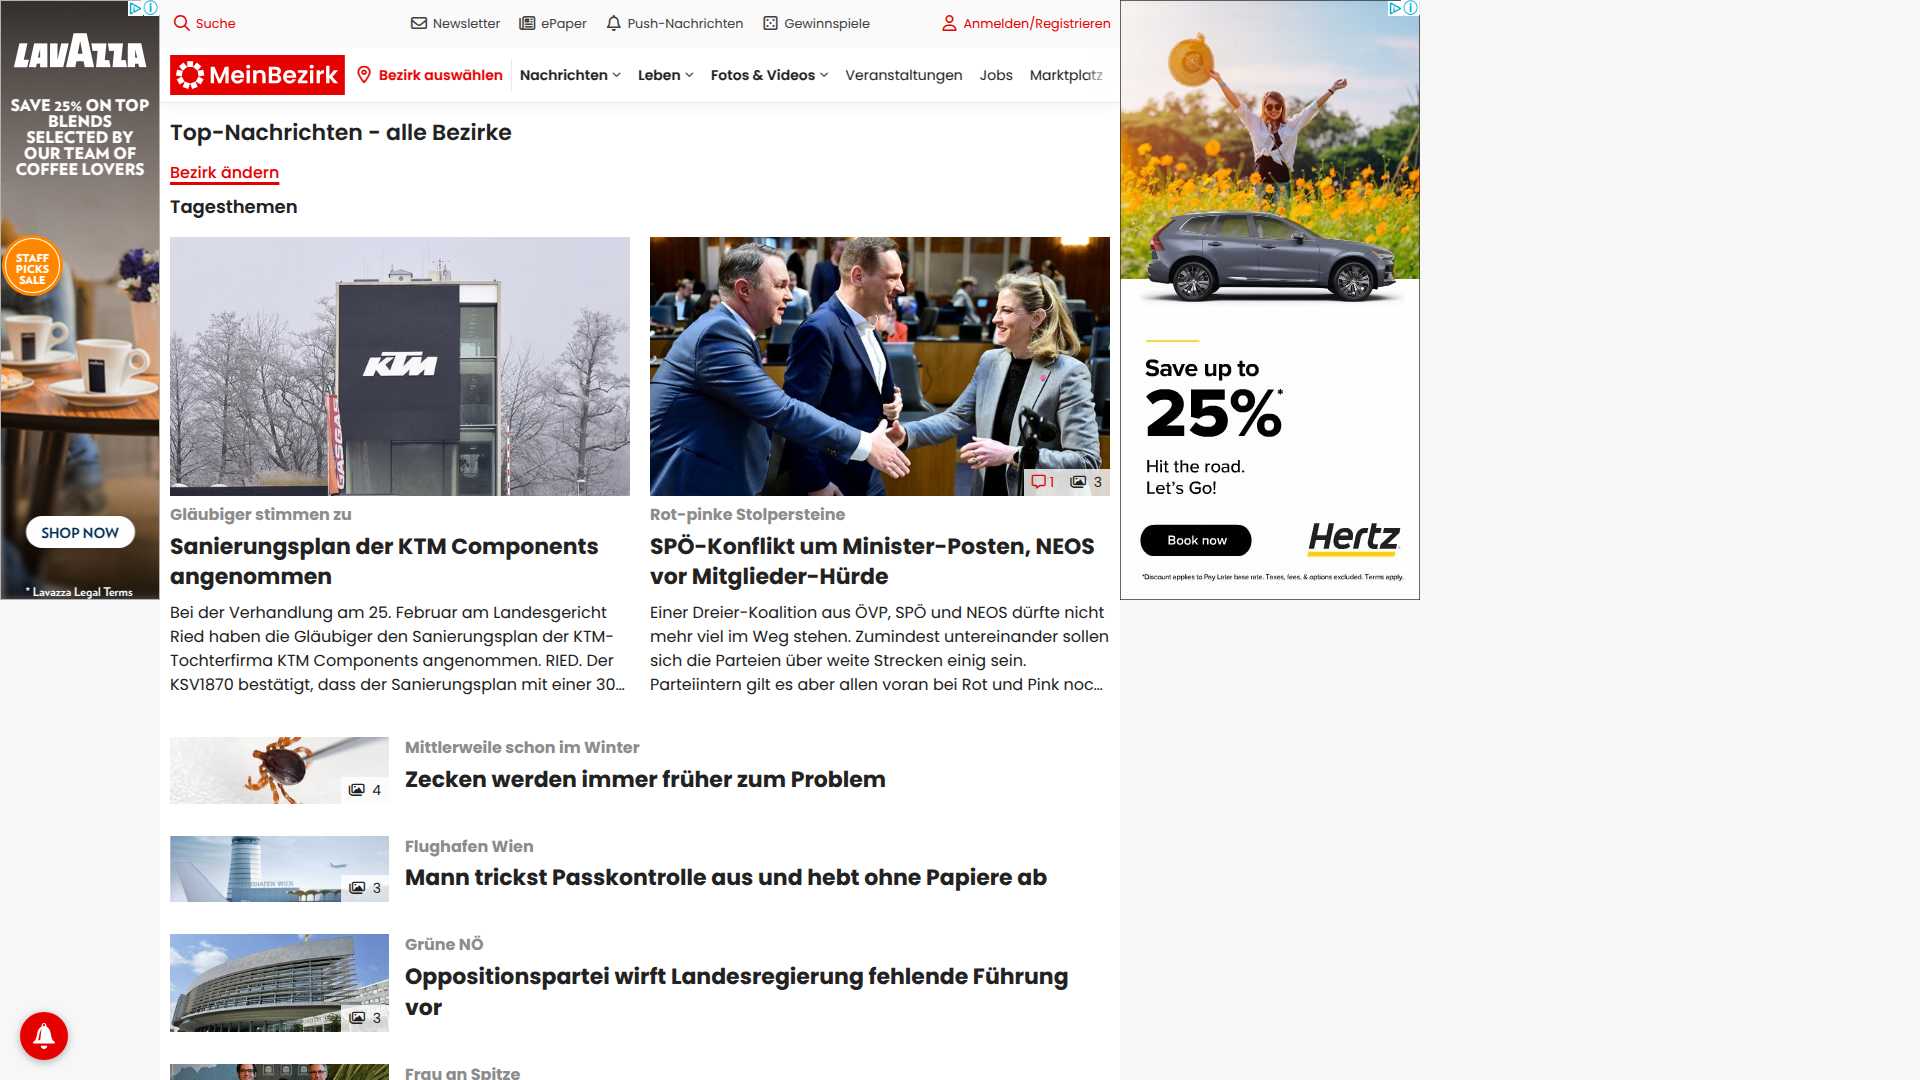 LAVAZZA
SAVE 25% ON TOP
BLENDS
SELECTED BY
OUR TEAM OF
COFFEE LOVERS
STAFF
PICKS
SALE
SHOP NOW
* Lavazza Legal Terms
Suche
Newsletter
ePaper
Push-Nachrichten
Gewinnspiele
Anmelden/Registrieren
MeinBezirk
Bezirk auswählen
Nachrichten
Leben
Fotos & Videos
Veranstaltungen
Jobs
Marktplatz
Top-Nachrichten - alle Bezirke
Bezirk ändern
Tagesthemen
KTM
GASGAS
Gläubiger stimmen zu
Sanierungsplan der KTM Components
angenommen
Bei der Verhandlung am 25. Februar am Landesgericht
Ried haben die Gläubiger den Sanierungsplan der KTM-
Tochterfirma KTM Components angenommen. RIED. Der
KSV1870 bestätigt, dass der Sanierungsplan mit einer 30...
1
3
Rot-pinke Stolpersteine
SPÖ-Konflikt um Minister-Posten, NEOS
vor Mitglieder-Hürde
Einer Dreier-Koalition aus ÖVP, SPÖ und NEOS dürfte nicht
mehr viel im Weg stehen. Zumindest untereinander sollen
sich die Parteien über weite Strecken einig sein.
Parteiintern gilt es aber allen voran bei Rot und Pink noc...
4
Mittlerweile schon im Winter
Zecken werden immer früher zum Problem
3
Flughafen Wien
Mann trickst Passkontrolle aus und hebt ohne Papiere ab
3
Grüne NÖ
Oppositionspartei wirft Landesregierung fehlende Führung
vor
Frau an Spitze
Save up to
25%*
Hit the road.
Let's Go!
Book now
Hertz
*Discount applies to Pay Later base rate. Taxes, fees, & options excluded. Terms apply.